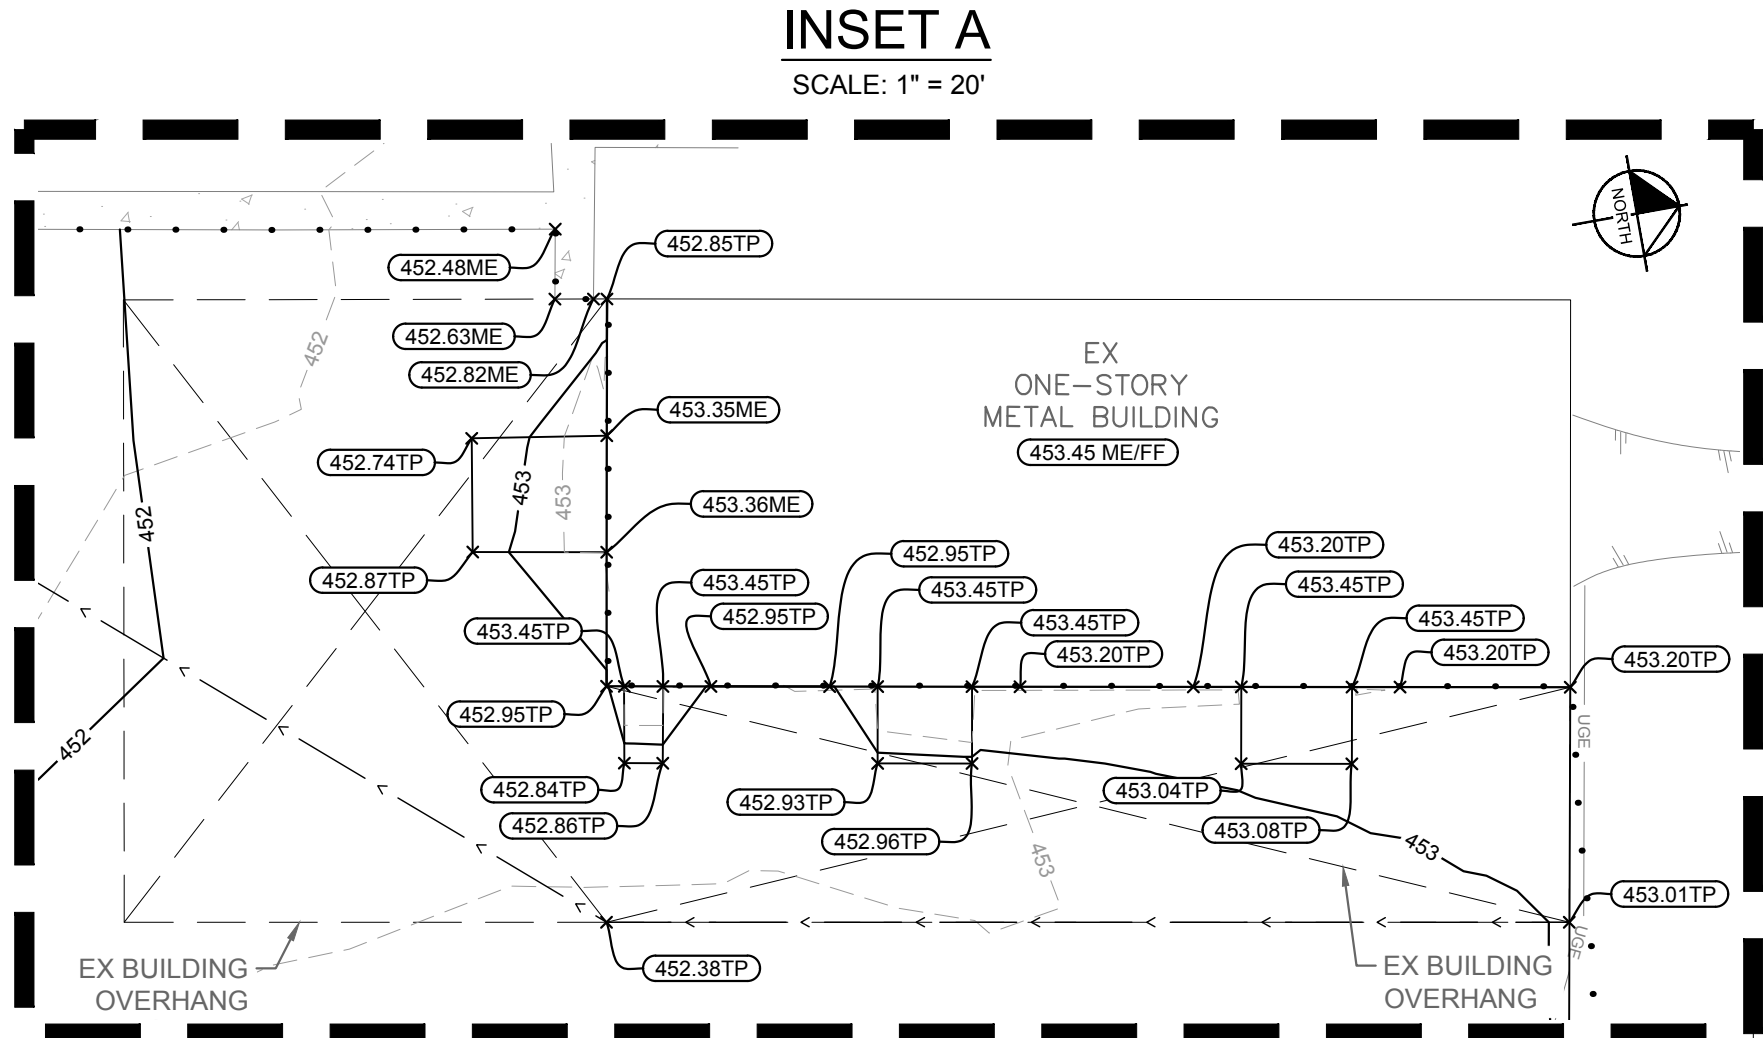 INSET A
SCALE: 1" = 20'
NORTH
452.85TP
452.48ME
452.63ME
452
452.82ME
EX
ONE-STORY
METAL BUILDING
453.45 ME/FF
453.35ME
452.74TP
453
453
453.36ME
452
452.87TP
452.95TP
453.20TP
453.45TP
453.45TP
453.45TP
452.95TP
453.45TP
453.45TP
453.45TP
453.20TP
453.20TP
453.20TP
452.95TP
452
UGE
452.84TP
453.04TP
452.93TP
452.86TP
453.08TP
452.96TP
453
453
453.01TP
UGE
EX BUILDING
OVERHANG
452.38TP
EX BUILDING
OVERHANG